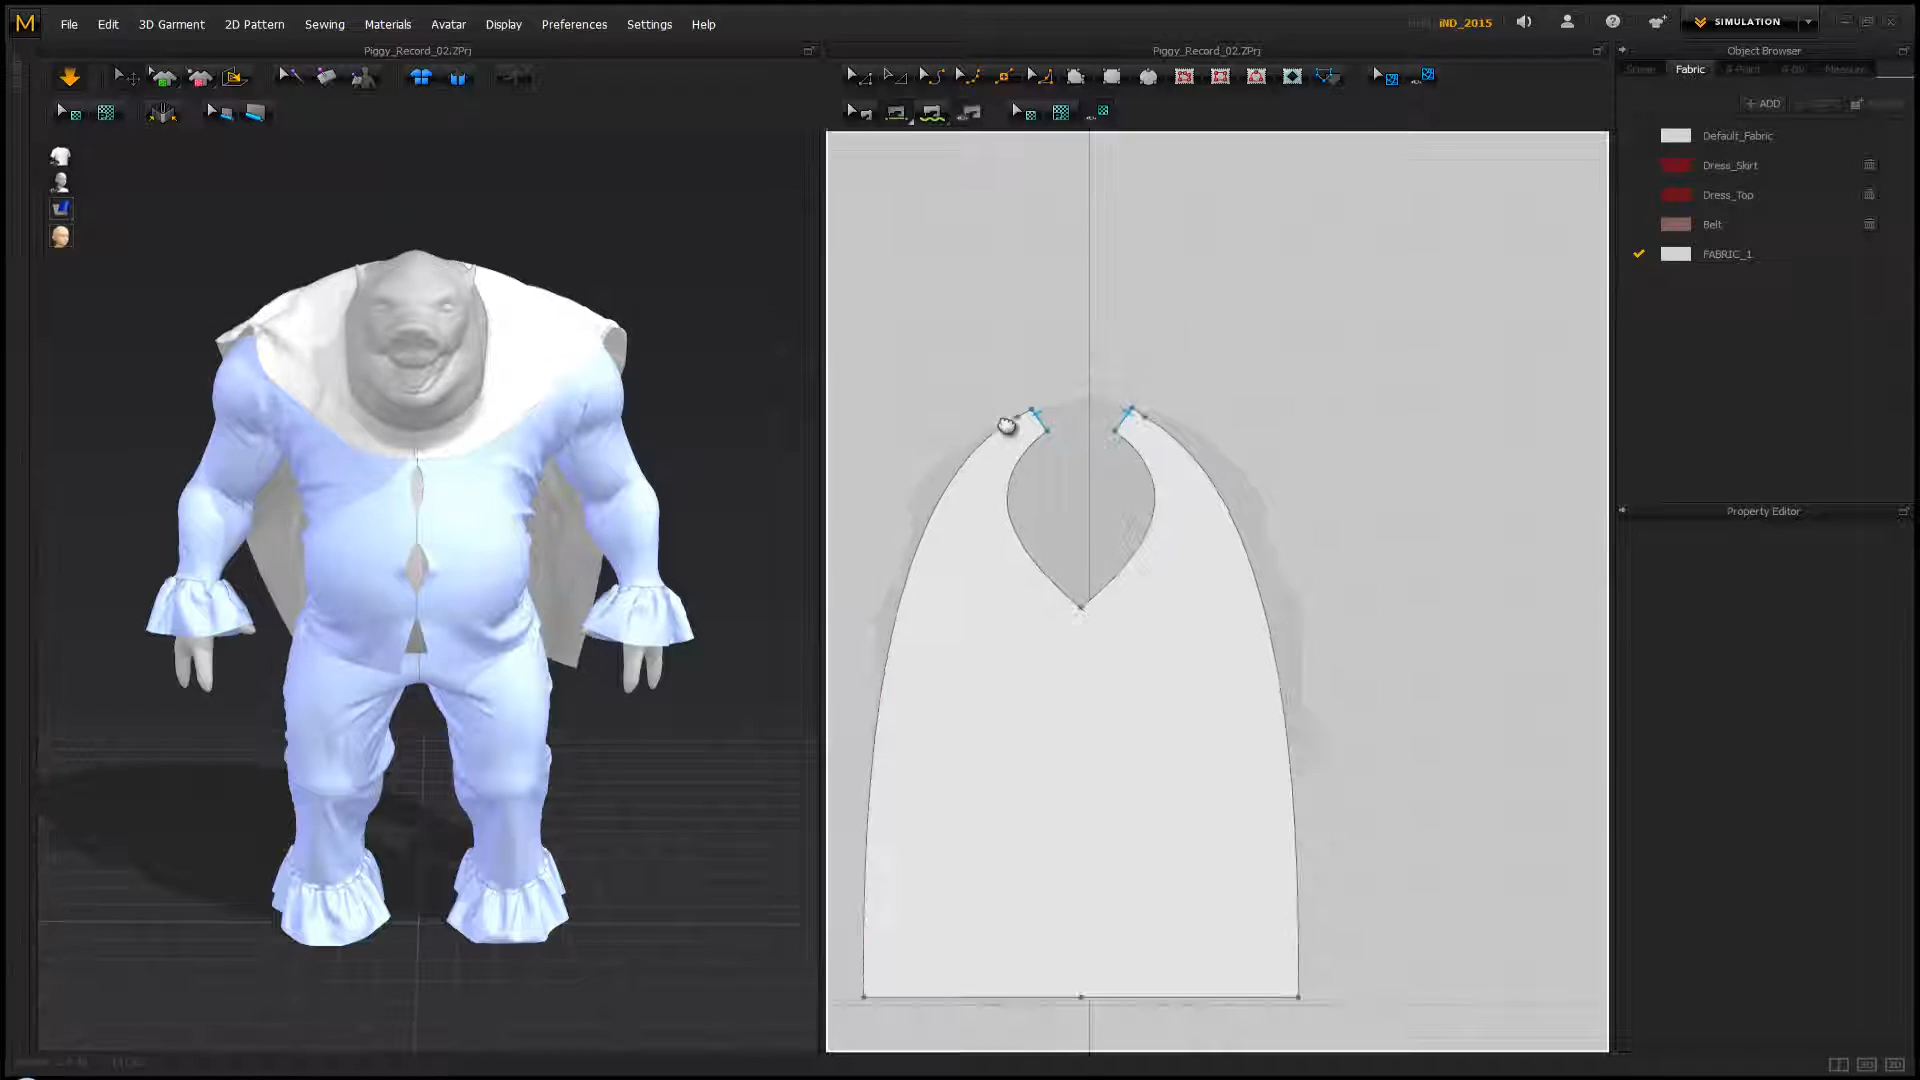 M File Edit 3D Garment 2D Pattern Sewing Materials Avatar Display Preferences Settings Help iND_2015 SIMULATION
Piggy_Record_02.ZPrj
Piggy_Record_02.ZPrj
Object Browser
Fabric
+ ADD
Default_Fabric
Dress_Skirt
Dress_Top
Belt
FABRIC_1
Property Editor